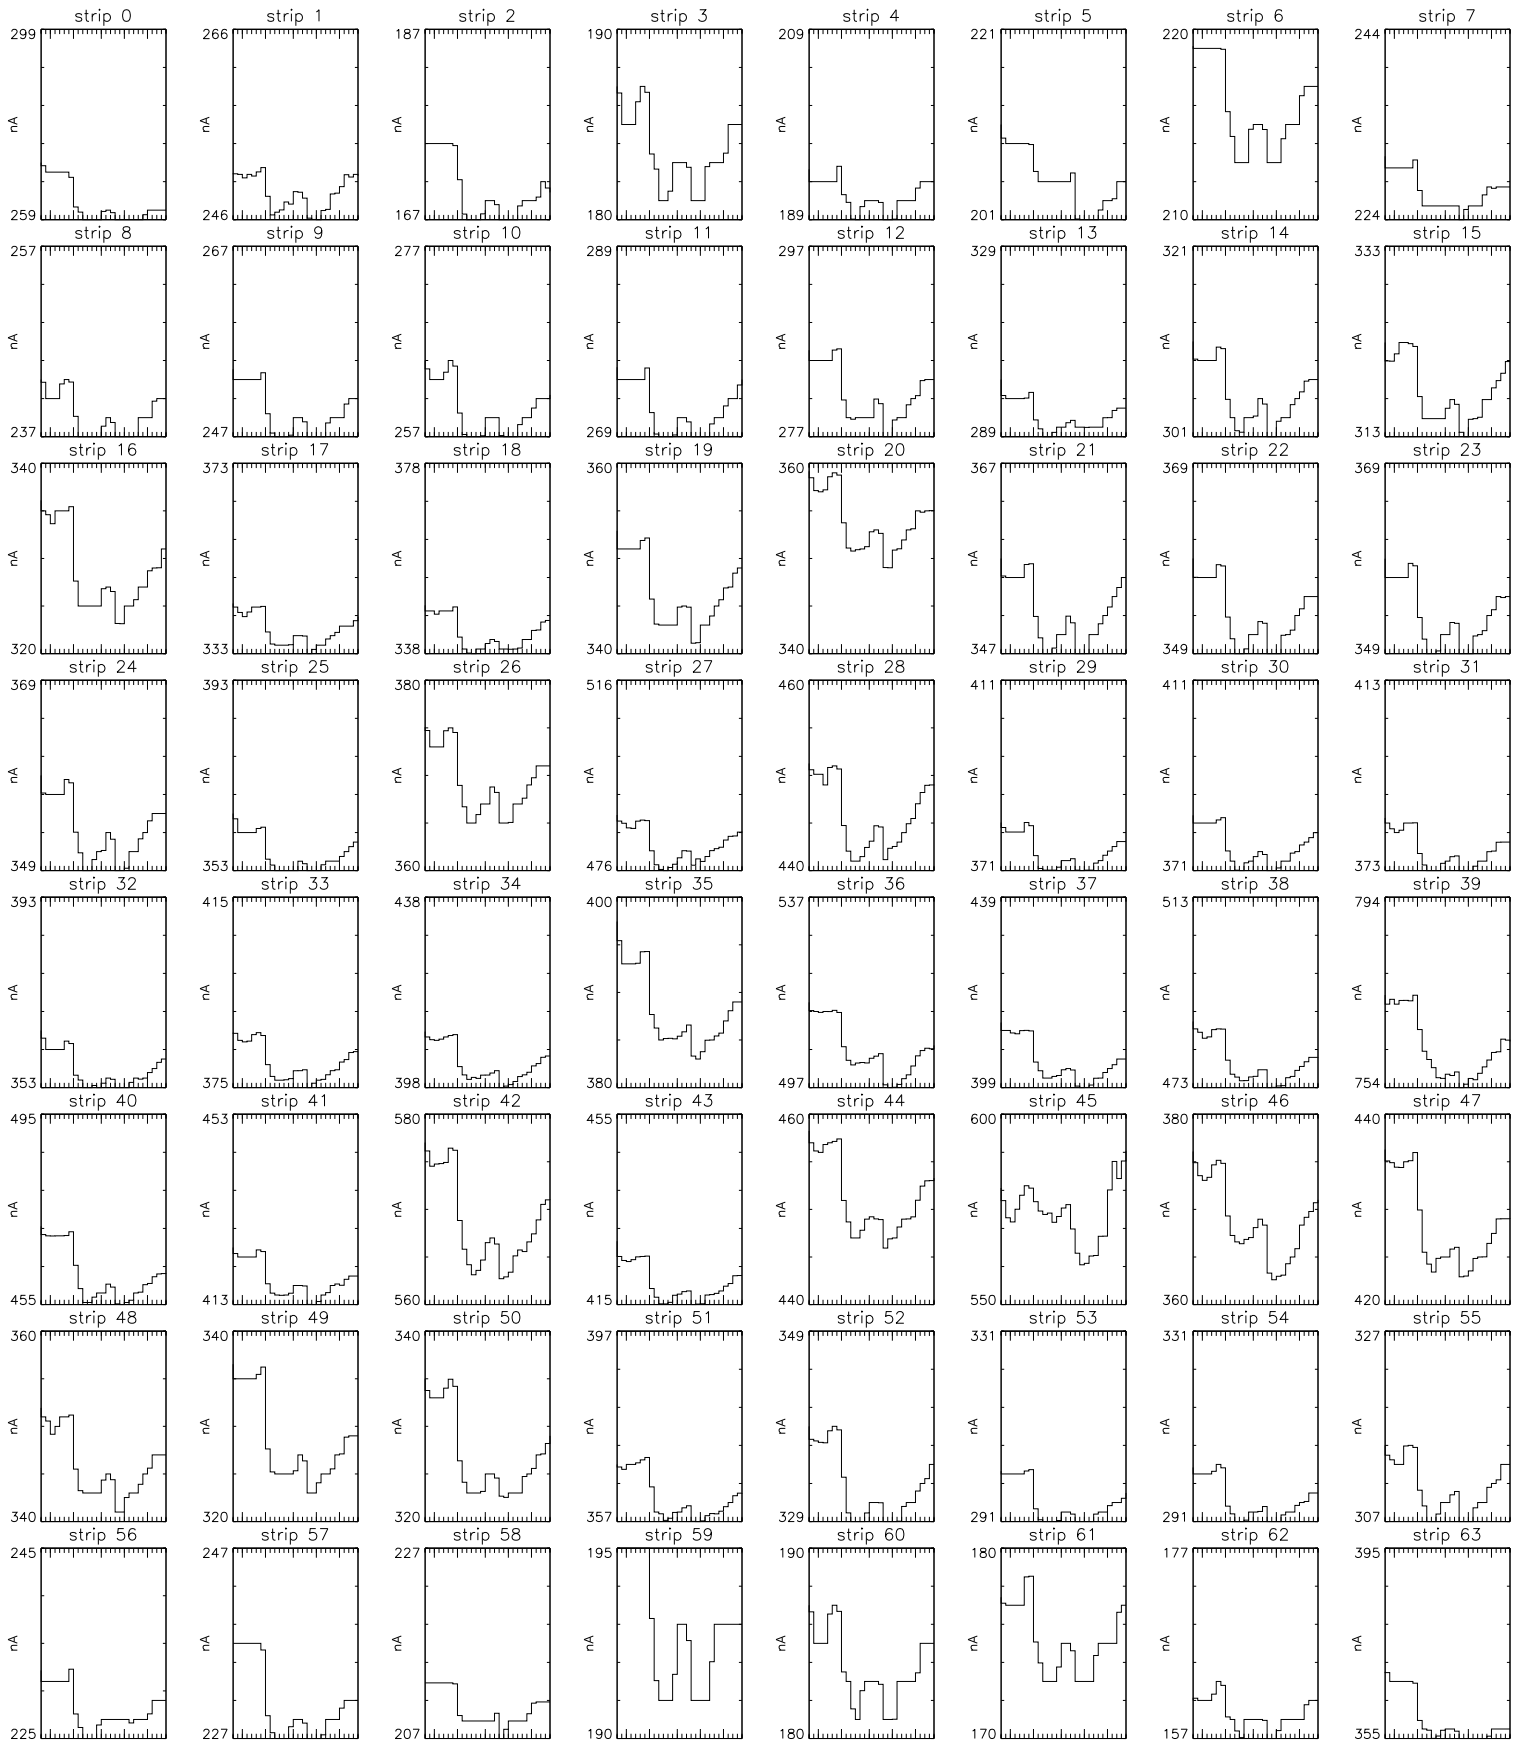 strip 0 strip 1 strip 2 strip 3 strip 4 strip 5 strip 6 strip 7
299 266 187 190 209 221 220 244
nA nA nA nA nA nA nA nA
259 246 167 180 189 201 210 224
strip 8 strip 9 strip 10 strip 11 strip 12 strip 13 strip 14 strip 15
257 267 277 289 297 329 321 333
nA nA nA nA nA nA nA nA
237 247 257 269 277 289 301 313
strip 16 strip 17 strip 18 strip 19 strip 20 strip 21 strip 22 strip 23
340 373 378 360 360 367 369 369
nA nA nA nA nA nA nA nA
320 333 338 340 340 347 349 349
strip 24 strip 25 strip 26 strip 27 strip 28 strip 29 strip 30 strip 31
369 393 380 516 460 411 411 413
nA nA nA nA nA nA nA nA
349 353 360 476 440 371 371 373
strip 32 strip 33 strip 34 strip 35 strip 36 strip 37 strip 38 strip 39
393 415 438 400 537 439 513 794
nA nA nA nA nA nA nA nA
353 375 398 380 497 399 473 754
strip 40 strip 41 strip 42 strip 43 strip 44 strip 45 strip 46 strip 47
495 453 580 455 460 600 380 440
nA nA nA nA nA nA nA nA
455 413 560 415 440 550 360 420
strip 48 strip 49 strip 50 strip 51 strip 52 strip 53 strip 54 strip 55
360 340 340 397 349 331 331 327
nA nA nA nA nA nA nA nA
340 320 320 357 329 291 291 307
strip 56 strip 57 strip 58 strip 59 strip 60 strip 61 strip 62 strip 63
245 247 227 195 190 180 177 395
nA nA nA nA nA nA nA nA
225 227 207 190 180 170 157 355